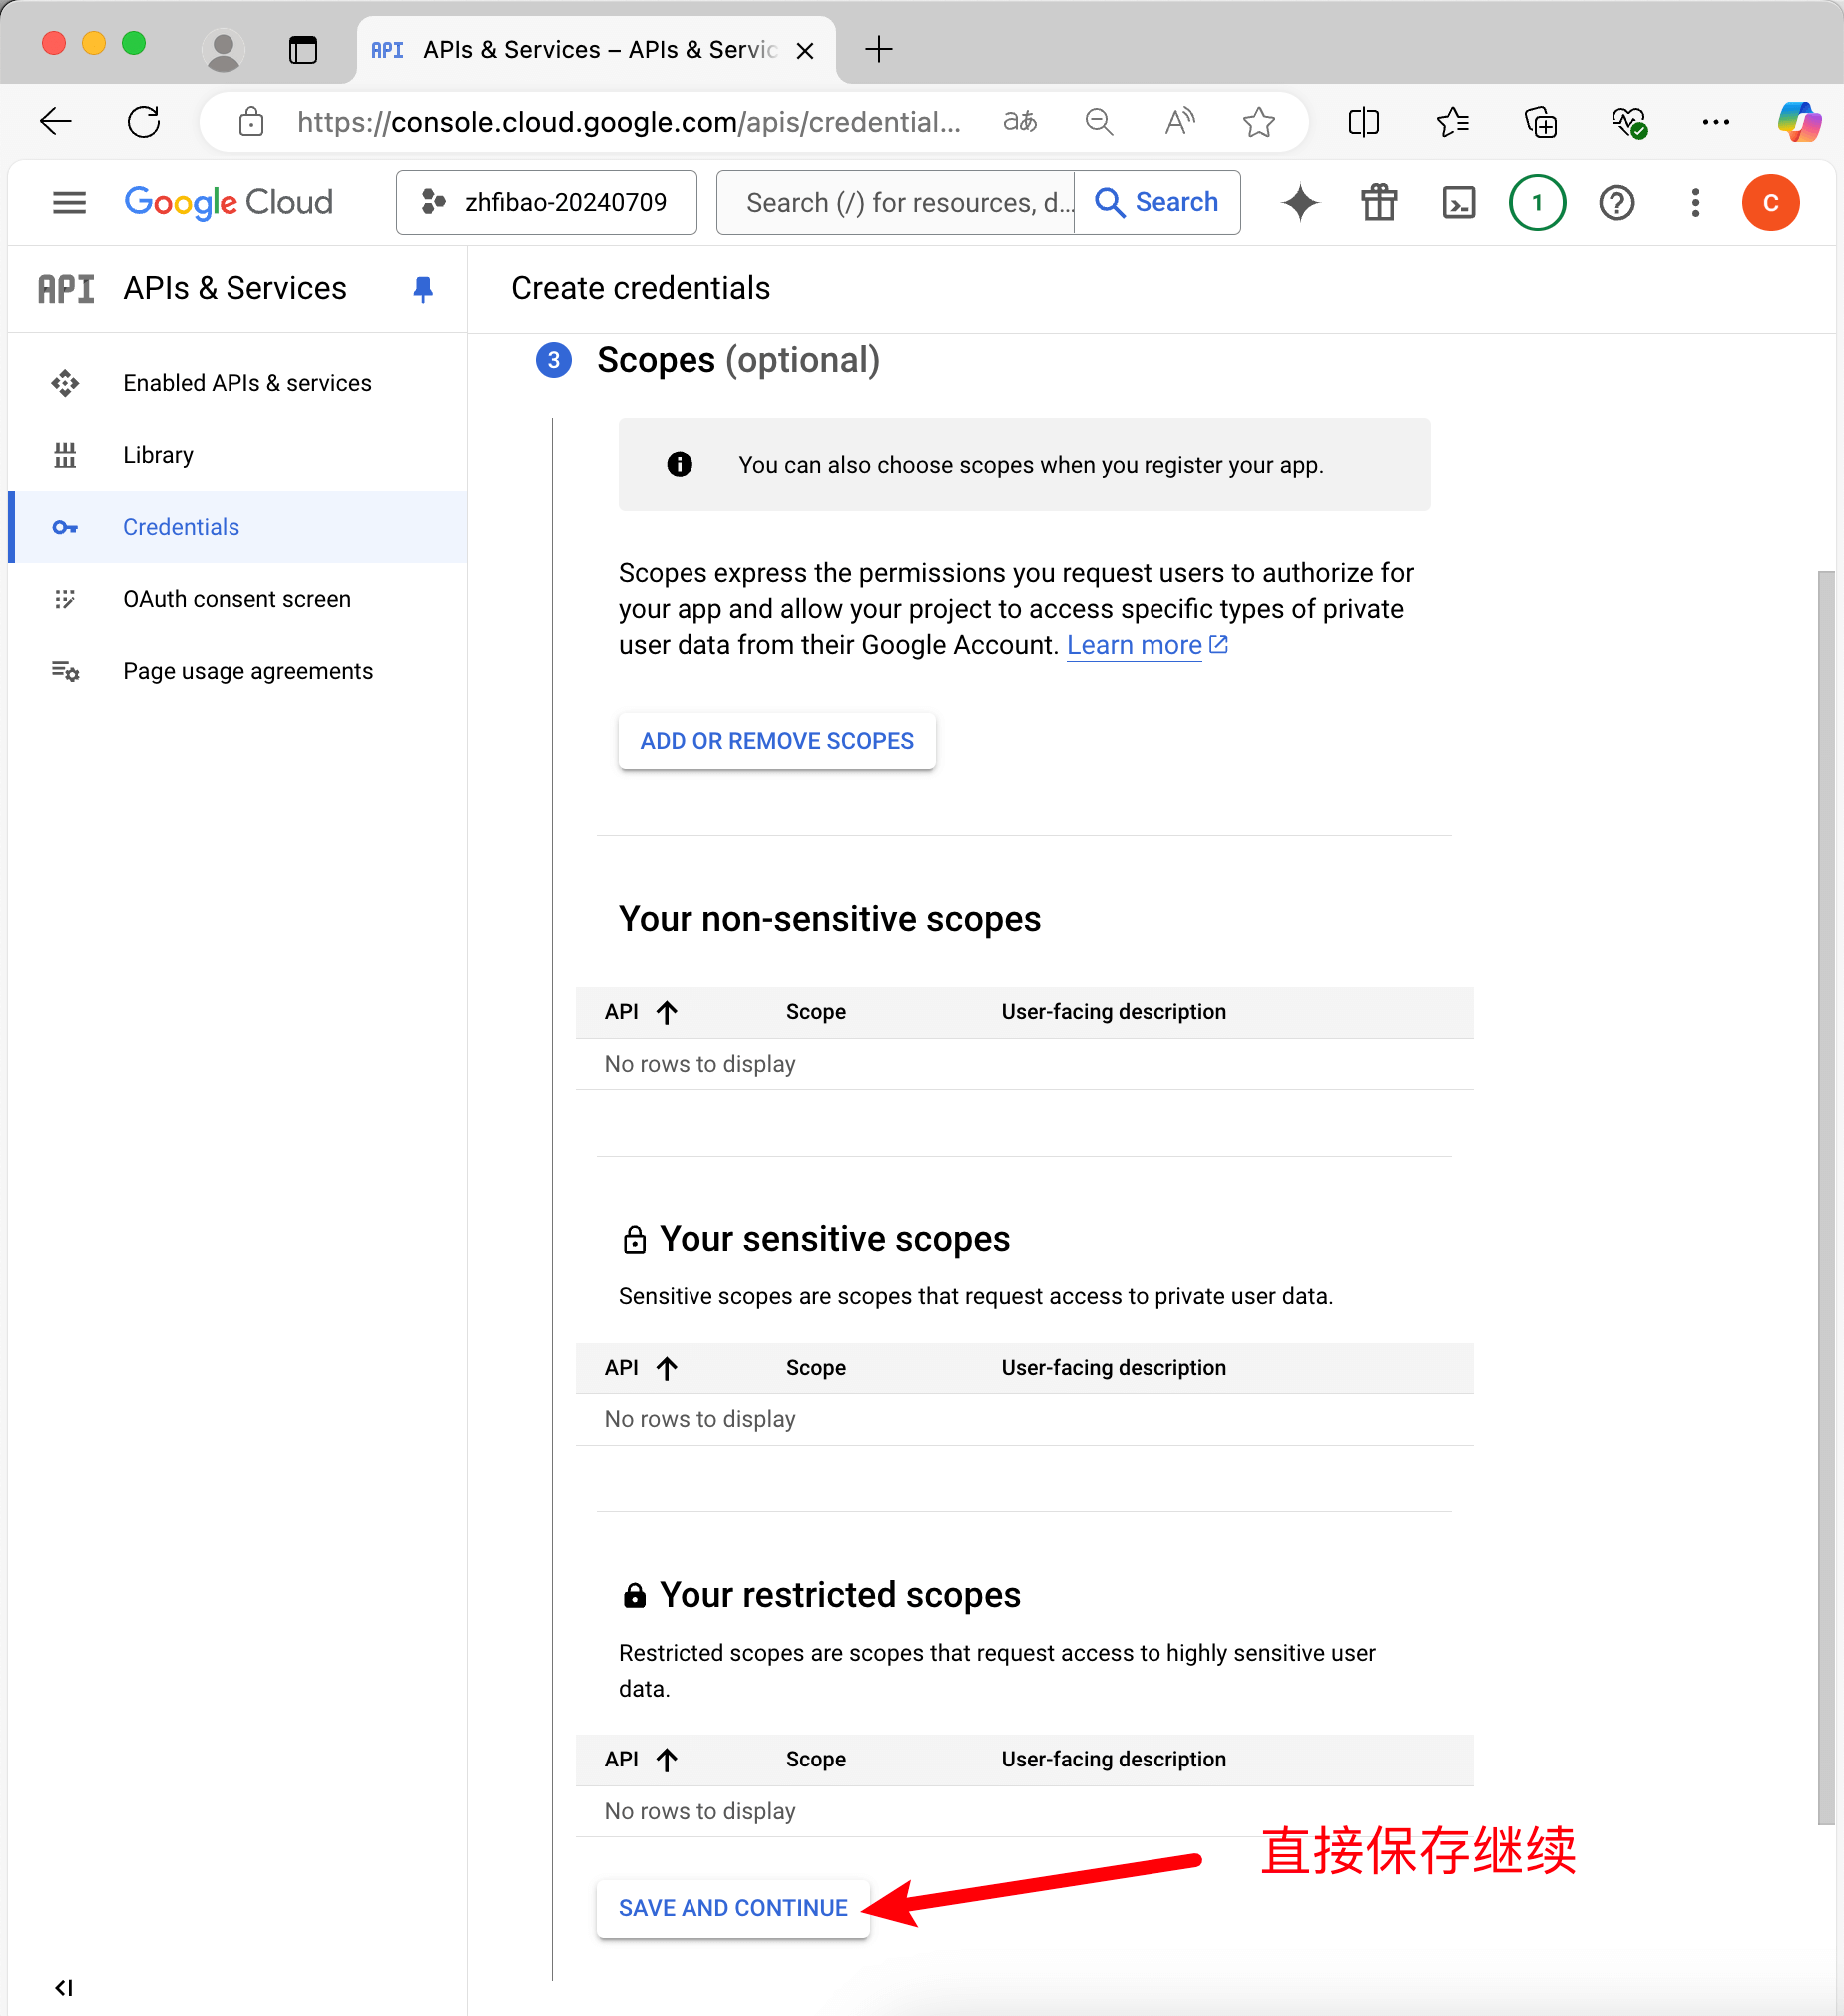 API APIs & Services – APIs & Servic
https://console.cloud.google.com/apis/credential... aあ A
Google Cloud zhfibao-20240709 Search (/) for resources, d... Search 1 ? C
API APIs & Services
Create credentials
Enabled APIs & services
Library
Credentials
OAuth consent screen
Page usage agreements
3 Scopes (optional)
You can also choose scopes when you register your app.
Scopes express the permissions you request users to authorize for
your app and allow your project to access specific types of private
user data from their Google Account. Learn more
ADD OR REMOVE SCOPES
Your non-sensitive scopes
API Scope User-facing description
No rows to display
Your sensitive scopes
Sensitive scopes are scopes that request access to private user data.
API Scope User-facing description
No rows to display
Your restricted scopes
Restricted scopes are scopes that request access to highly sensitive user
data.
API Scope User-facing description
No rows to display
直接保存继续
SAVE AND CONTINUE